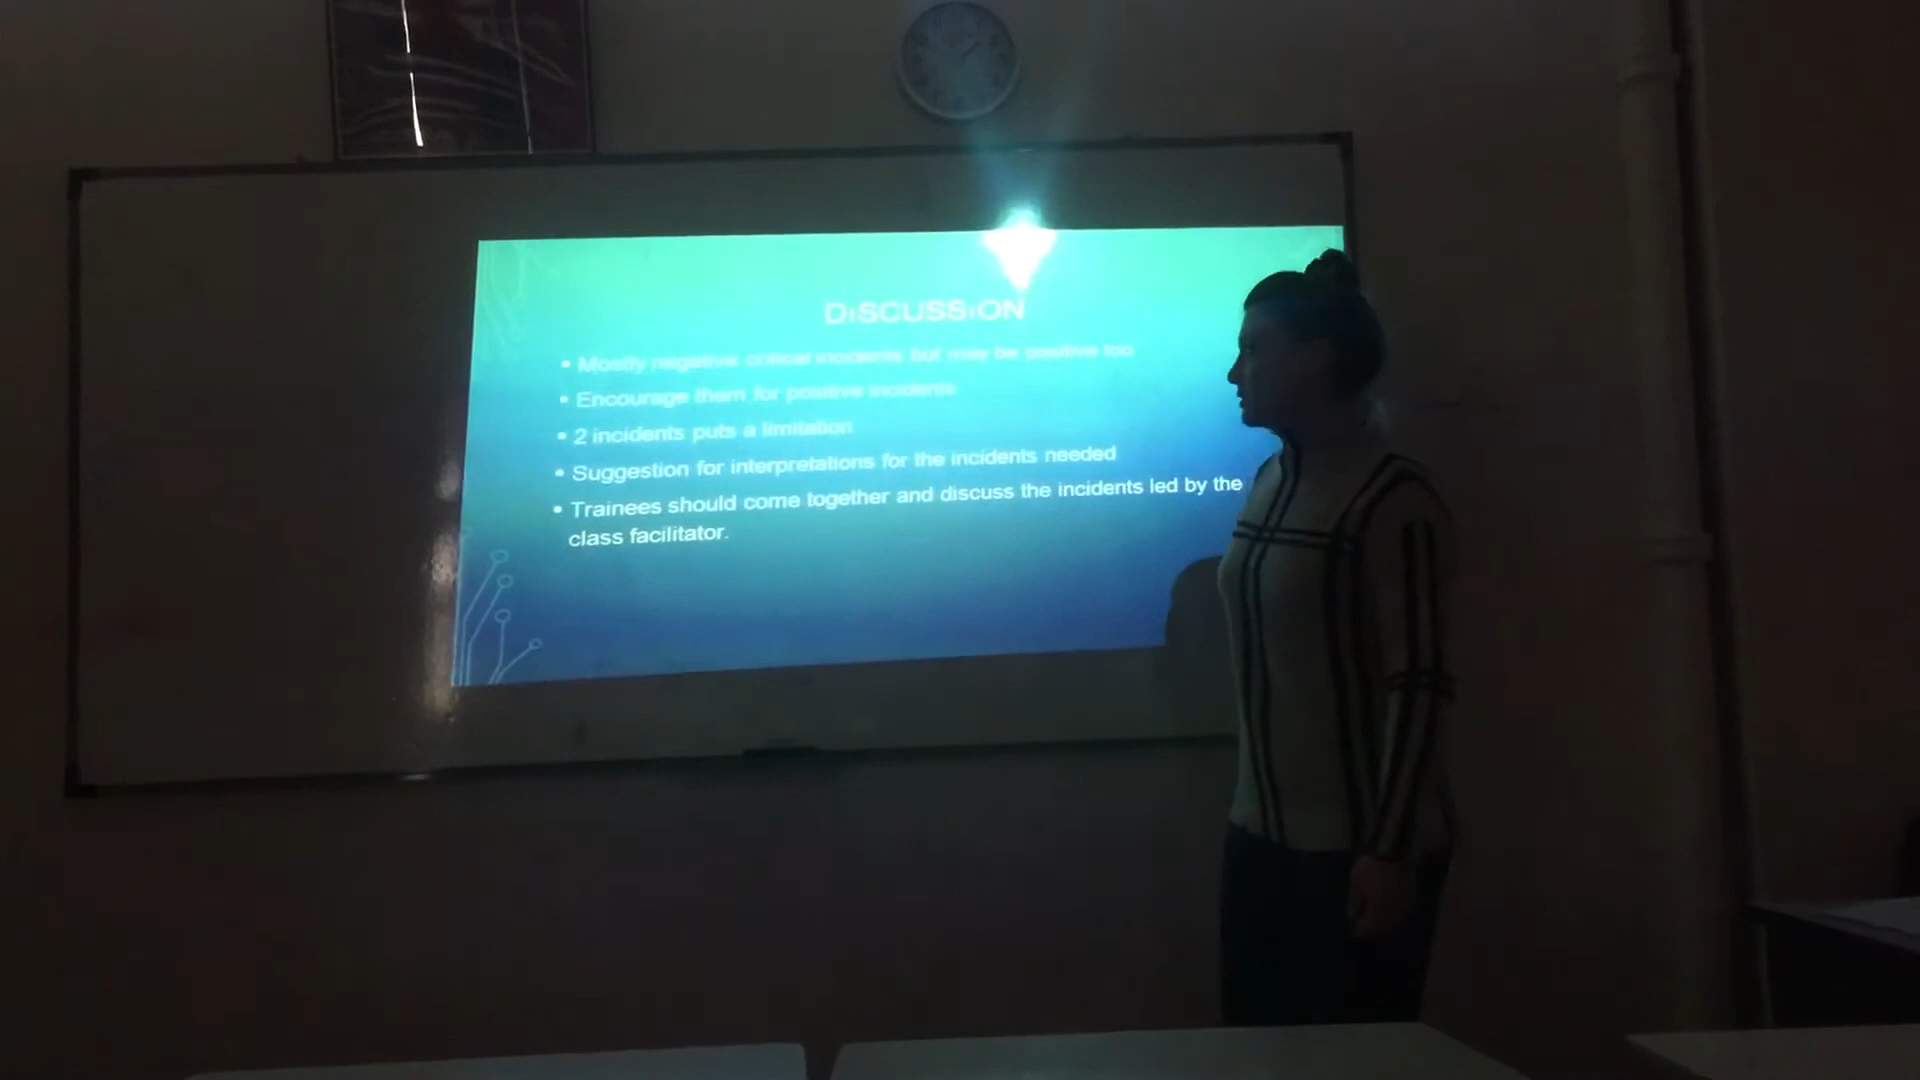 DiSCUSSiON
• Mostly negative critical incidents but may be positive too
• Encourage them for positive incidents
• 2 incidents puts a limitation
• Suggestion for interpretations for the incidents needed
• Trainees should come together and discuss the incidents led by the
class facilitator.